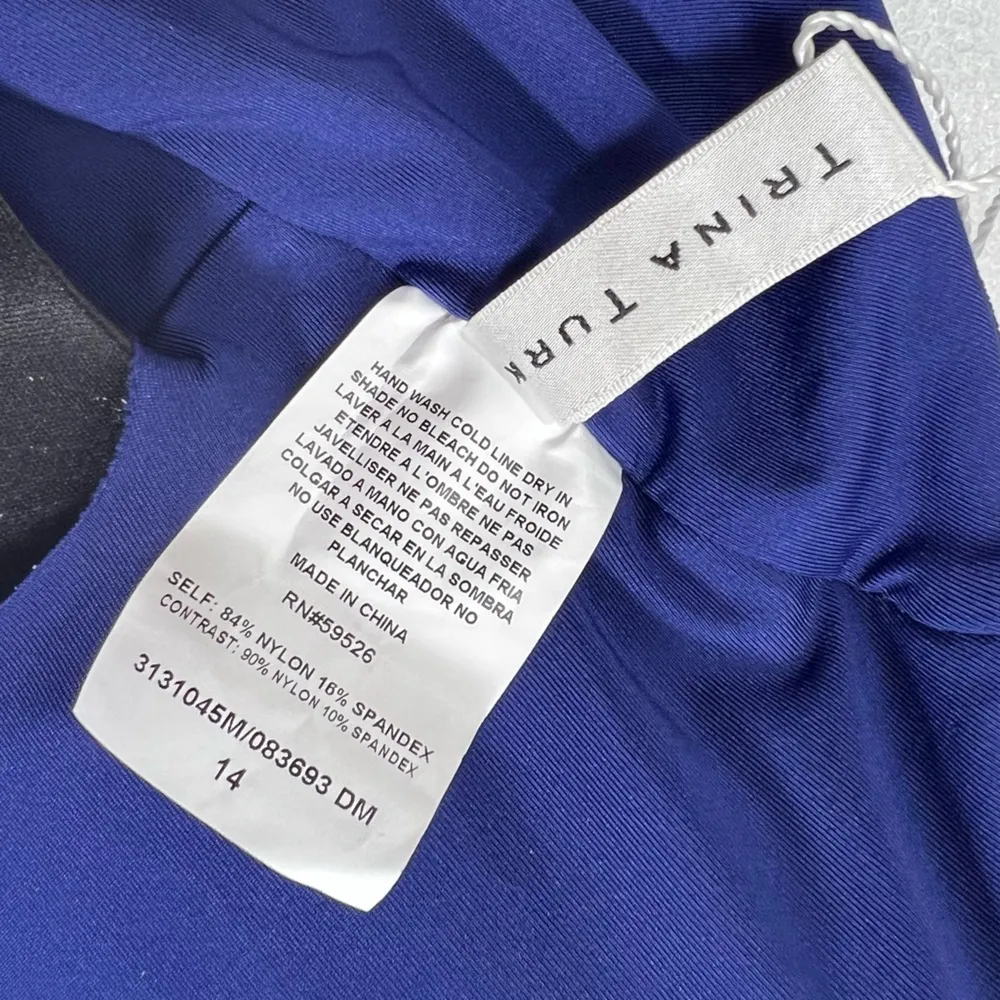 TRINA TURK
HAND WASH COLD LINE DRY IN
SHADE NO BLEACH DO NOT IRON
LAVER A LA MAIN A L'EAU FROIDE
ETENDRE A L'OMBRE NE PAS
JAVELLISER NE PAS REPASSER
LAVADO A MANO CON AGUA FRIA
COLGAR A SECAR EN LA SOMBRA
NO USE BLANQUEADOR NO
PLANCHAR
MADE IN CHINA
RN#59526
SELF: 84% NYLON 16% SPANDEX
CONTRAST: 90% NYLON 10% SPANDEX
3131045M/083693 DM
14